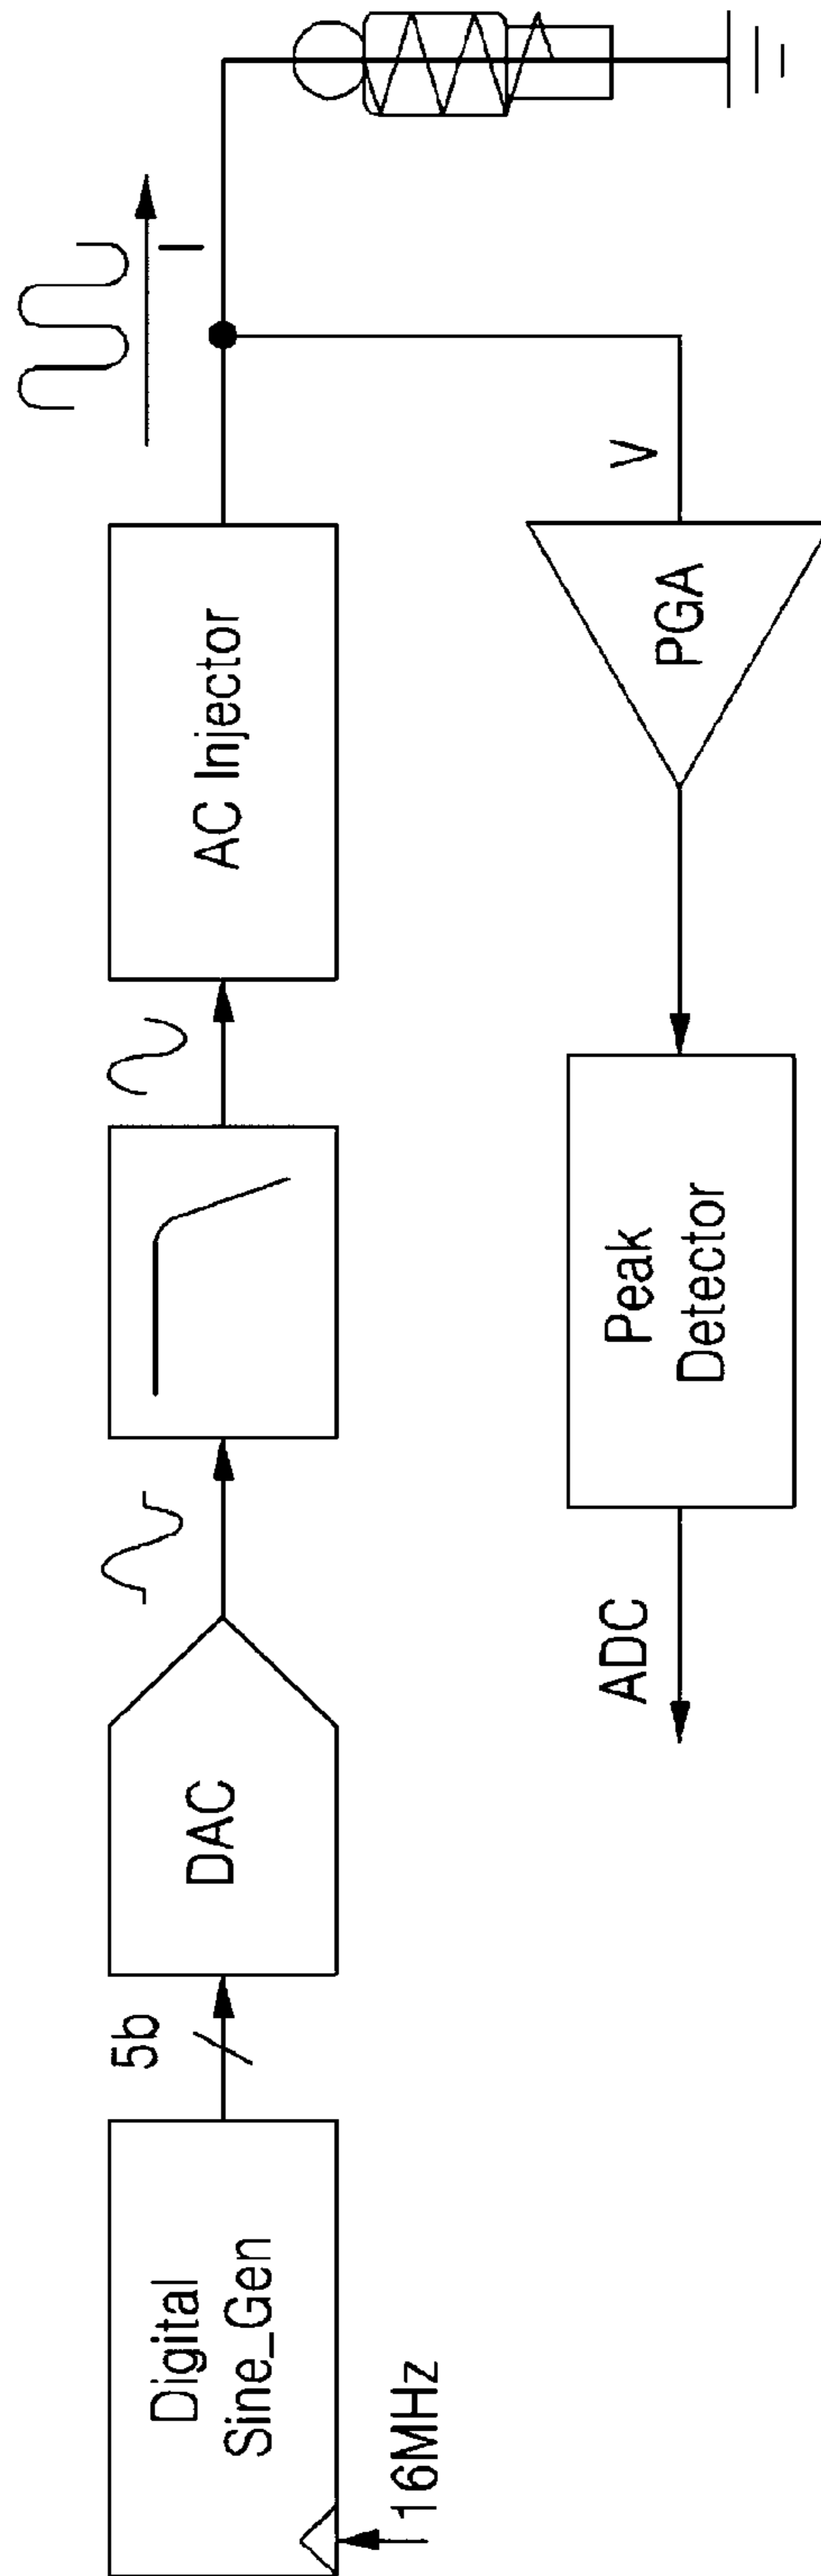 Digital
Sine_Gen
16MHz
5b
DAC
AC Injector
I
V
PGA
Peak
Detector
ADC